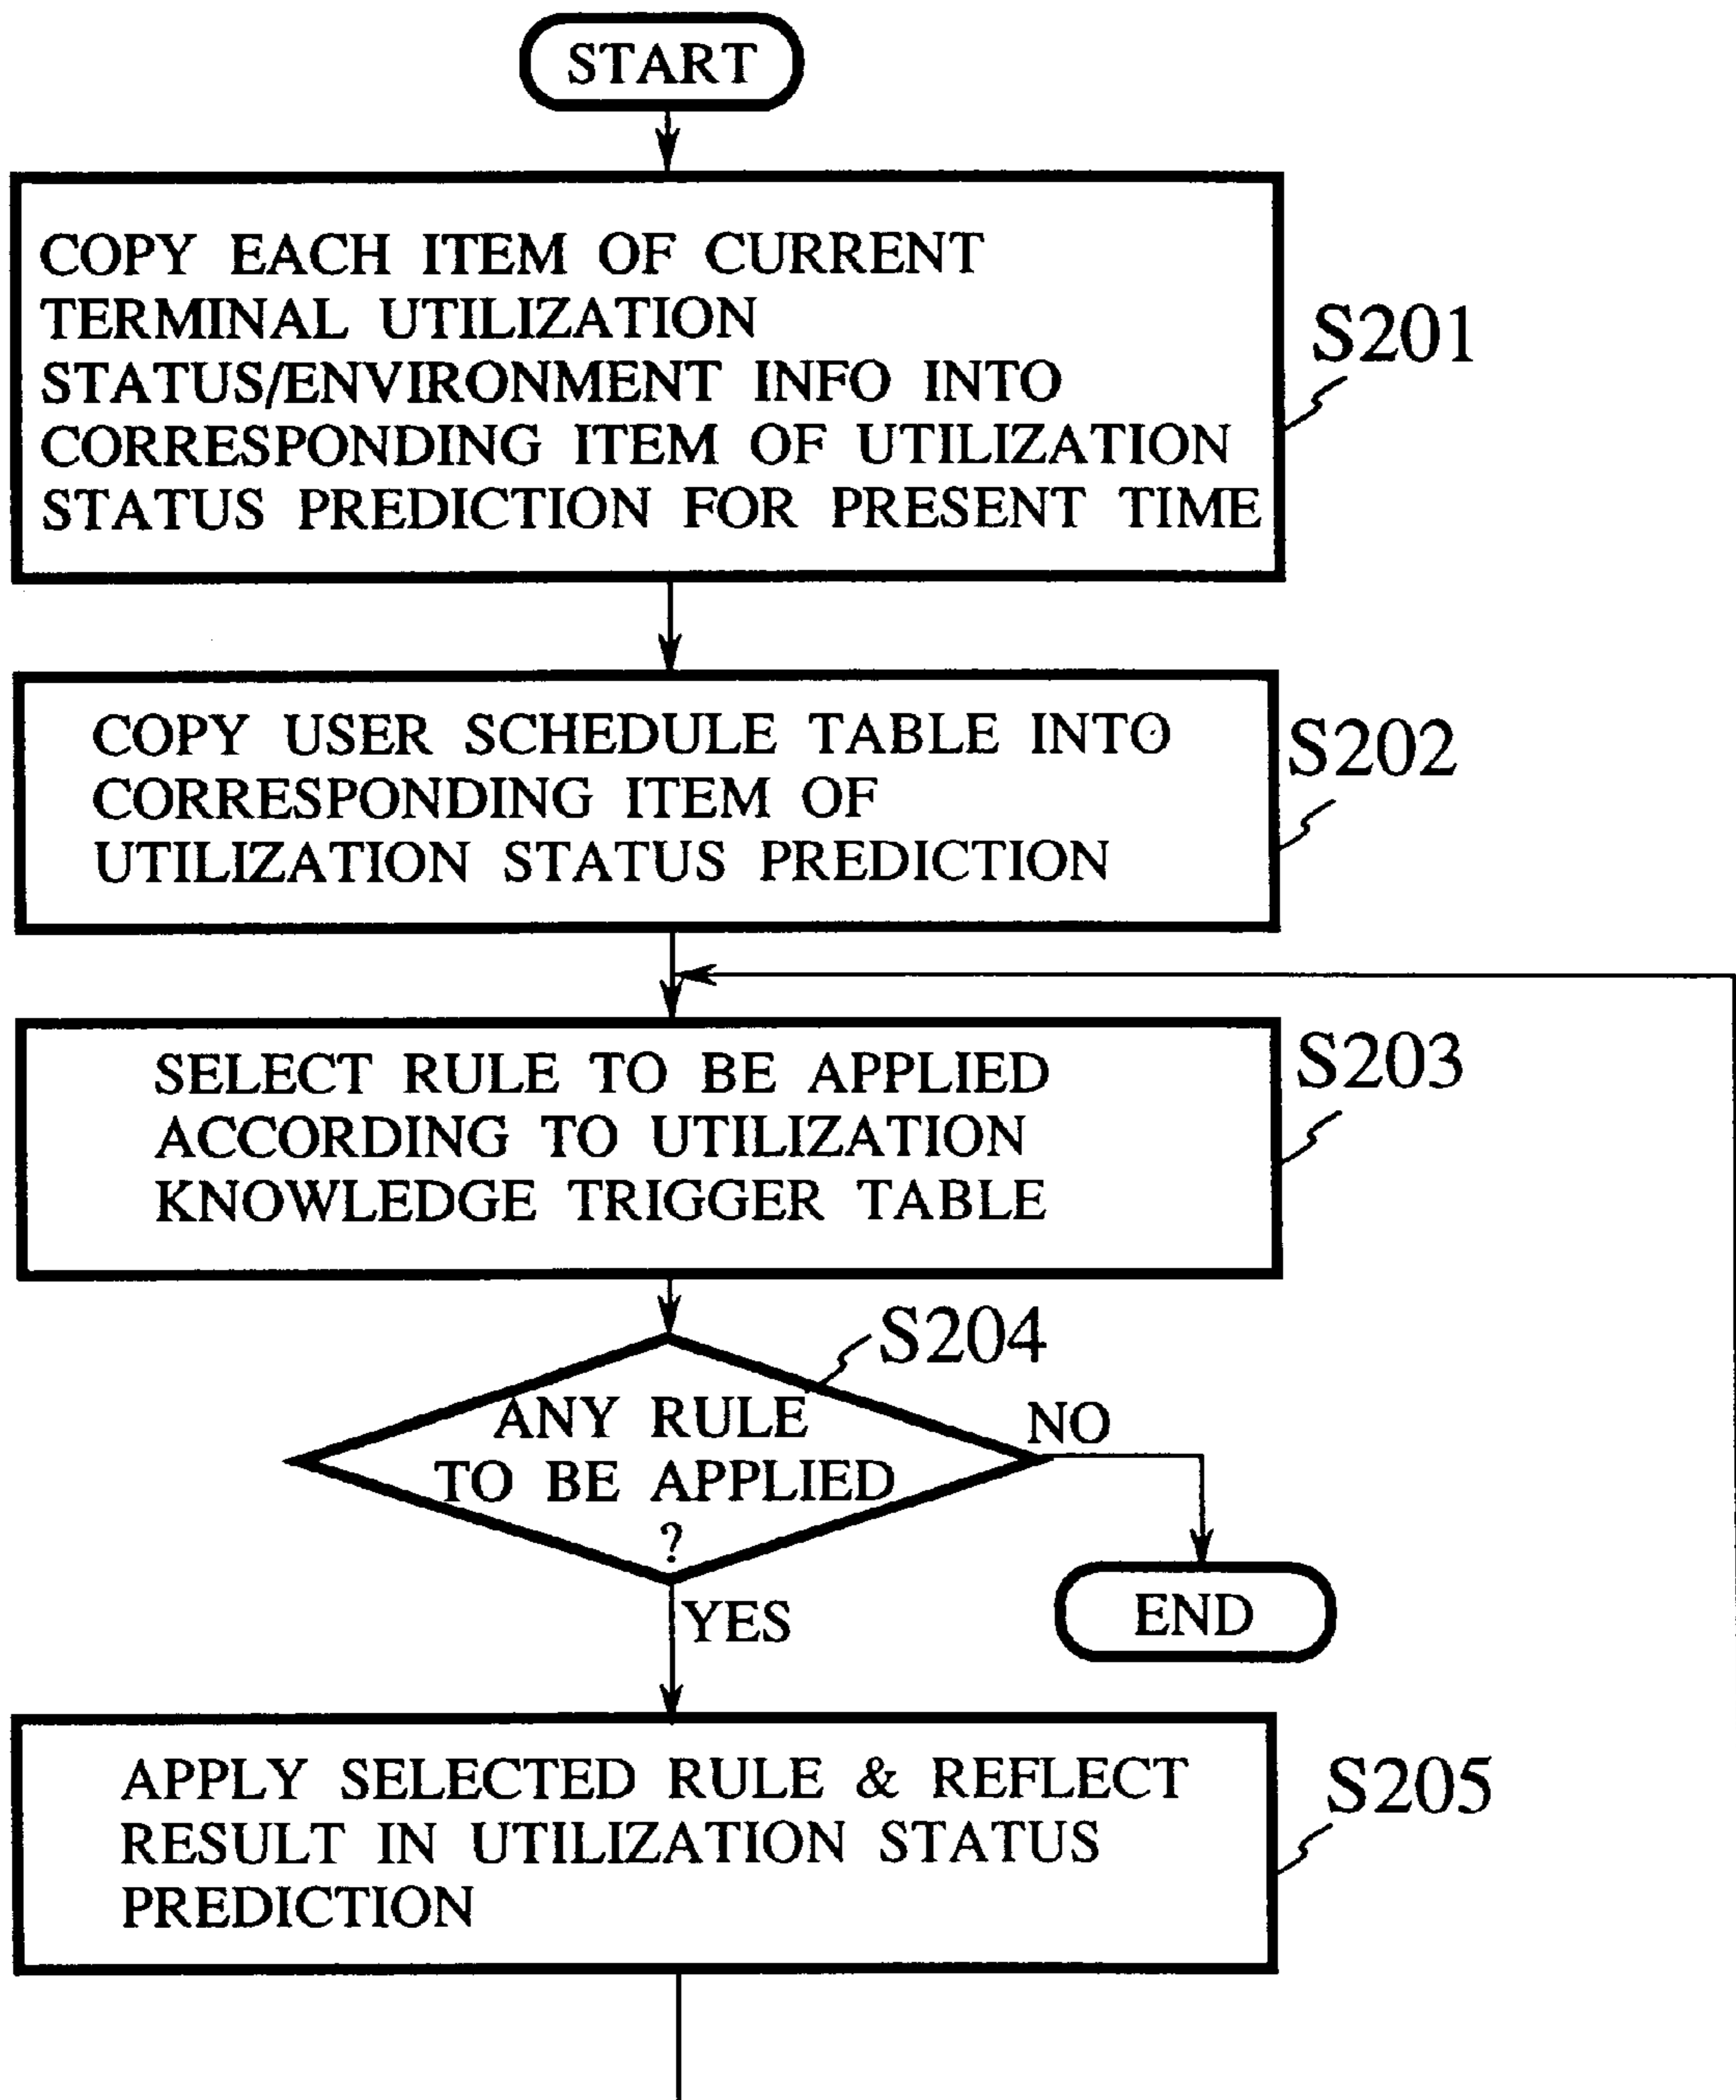 START
COPY EACH ITEM OF CURRENT
TERMINAL UTILIZATION
STATUS/ENVIRONMENT INFO INTO
CORRESPONDING ITEM OF UTILIZATION
STATUS PREDICTION FOR PRESENT TIME
S201
COPY USER SCHEDULE TABLE INTO
CORRESPONDING ITEM OF
UTILIZATION STATUS PREDICTION
S202
SELECT RULE TO BE APPLIED
ACCORDING TO UTILIZATION
KNOWLEDGE TRIGGER TABLE
S203
S204
ANY RULE
TO BE APPLIED
?
NO
END
YES
APPLY SELECTED RULE & REFLECT
RESULT IN UTILIZATION STATUS
PREDICTION
S205